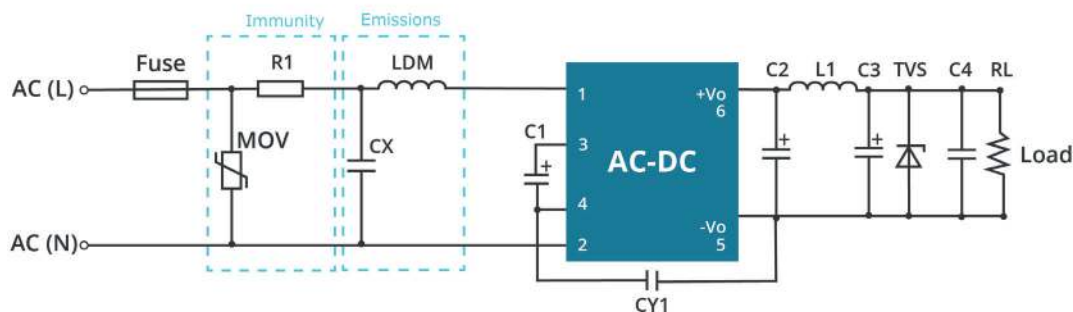 Immunity
Emissions
Fuse
R1
LDM
C2
L1
C3
TVS
C4
RL
AC (L)
1
+Vo
6
C1
+
3
MOV
CX
AC-DC
+
+
Load
4
AC (N)
2
-Vo
5
CY1